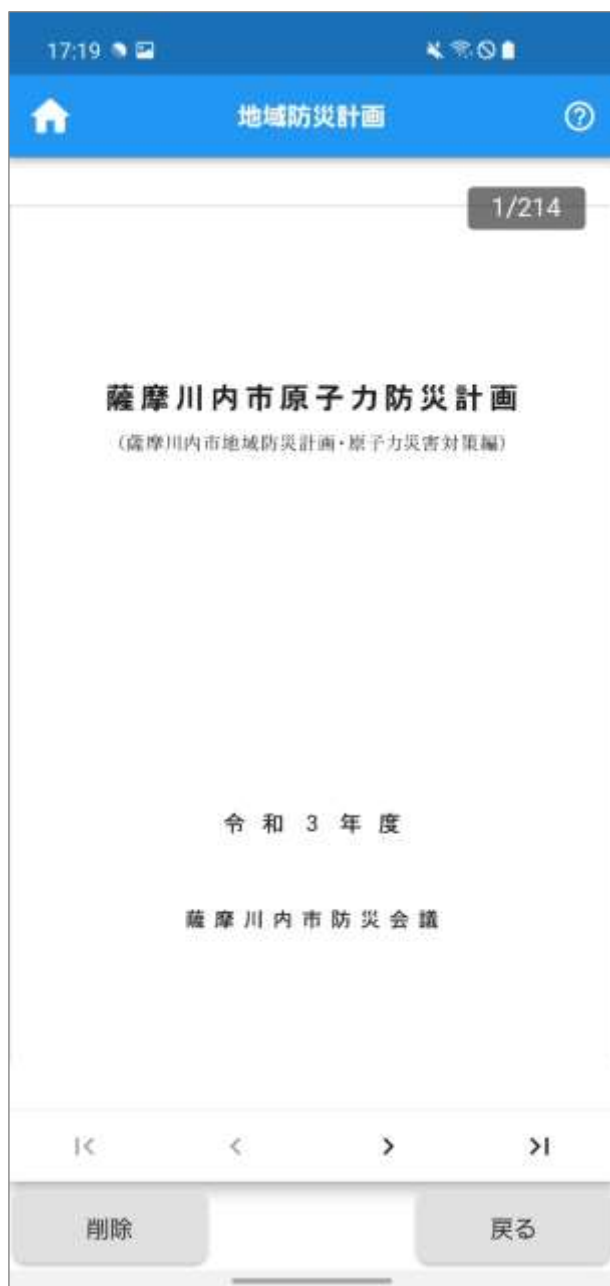 17:19
地域防災計画
1/214
薩摩川内市原子力防災計画
(薩摩川内市地域防災計画・原子力災害対策編)
令和3年度
薩摩川内市防災会議
削除
戻る